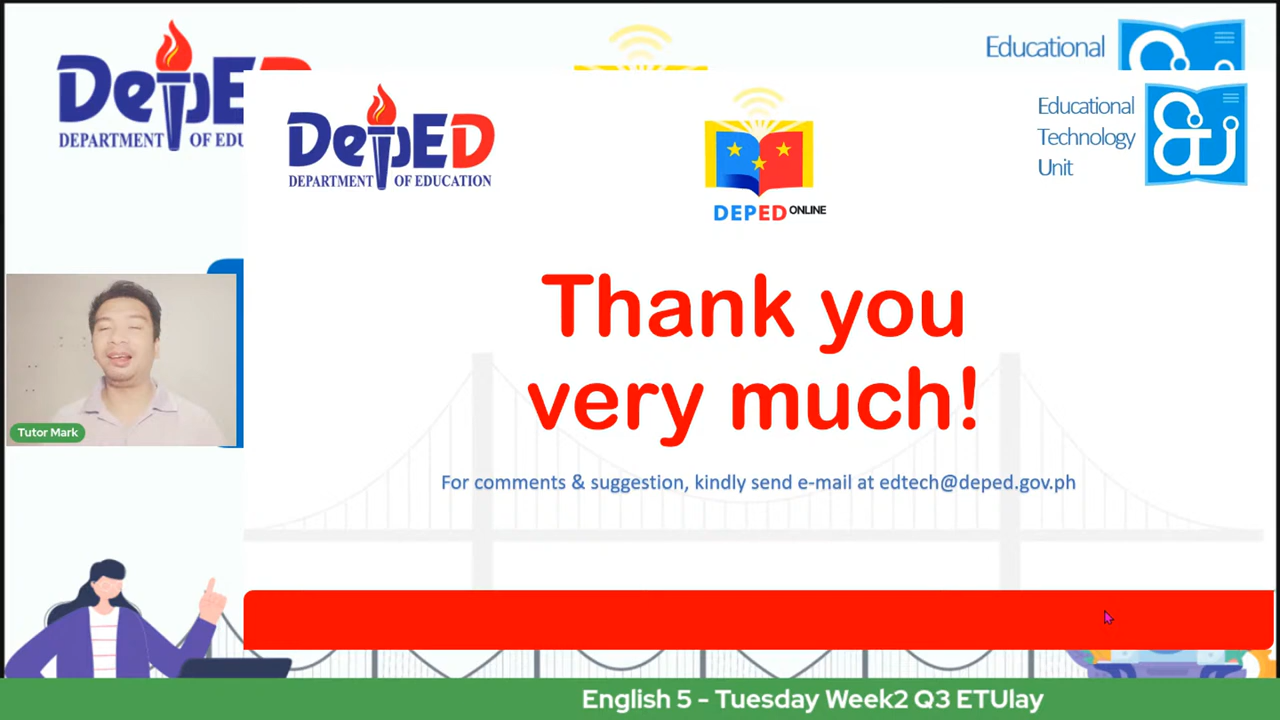 DepED
DEPARTMENT OF EDU
Educational
DepED
DEPARTMENT OF EDUCATION
DEPED ONLINE
Educational
Technology
Unit
Thank you
very much!
For comments & suggestion, kindly send e-mail at edtech@deped.gov.ph
Tutor Mark
English 5 - Tuesday Week2 Q3 ETUlay